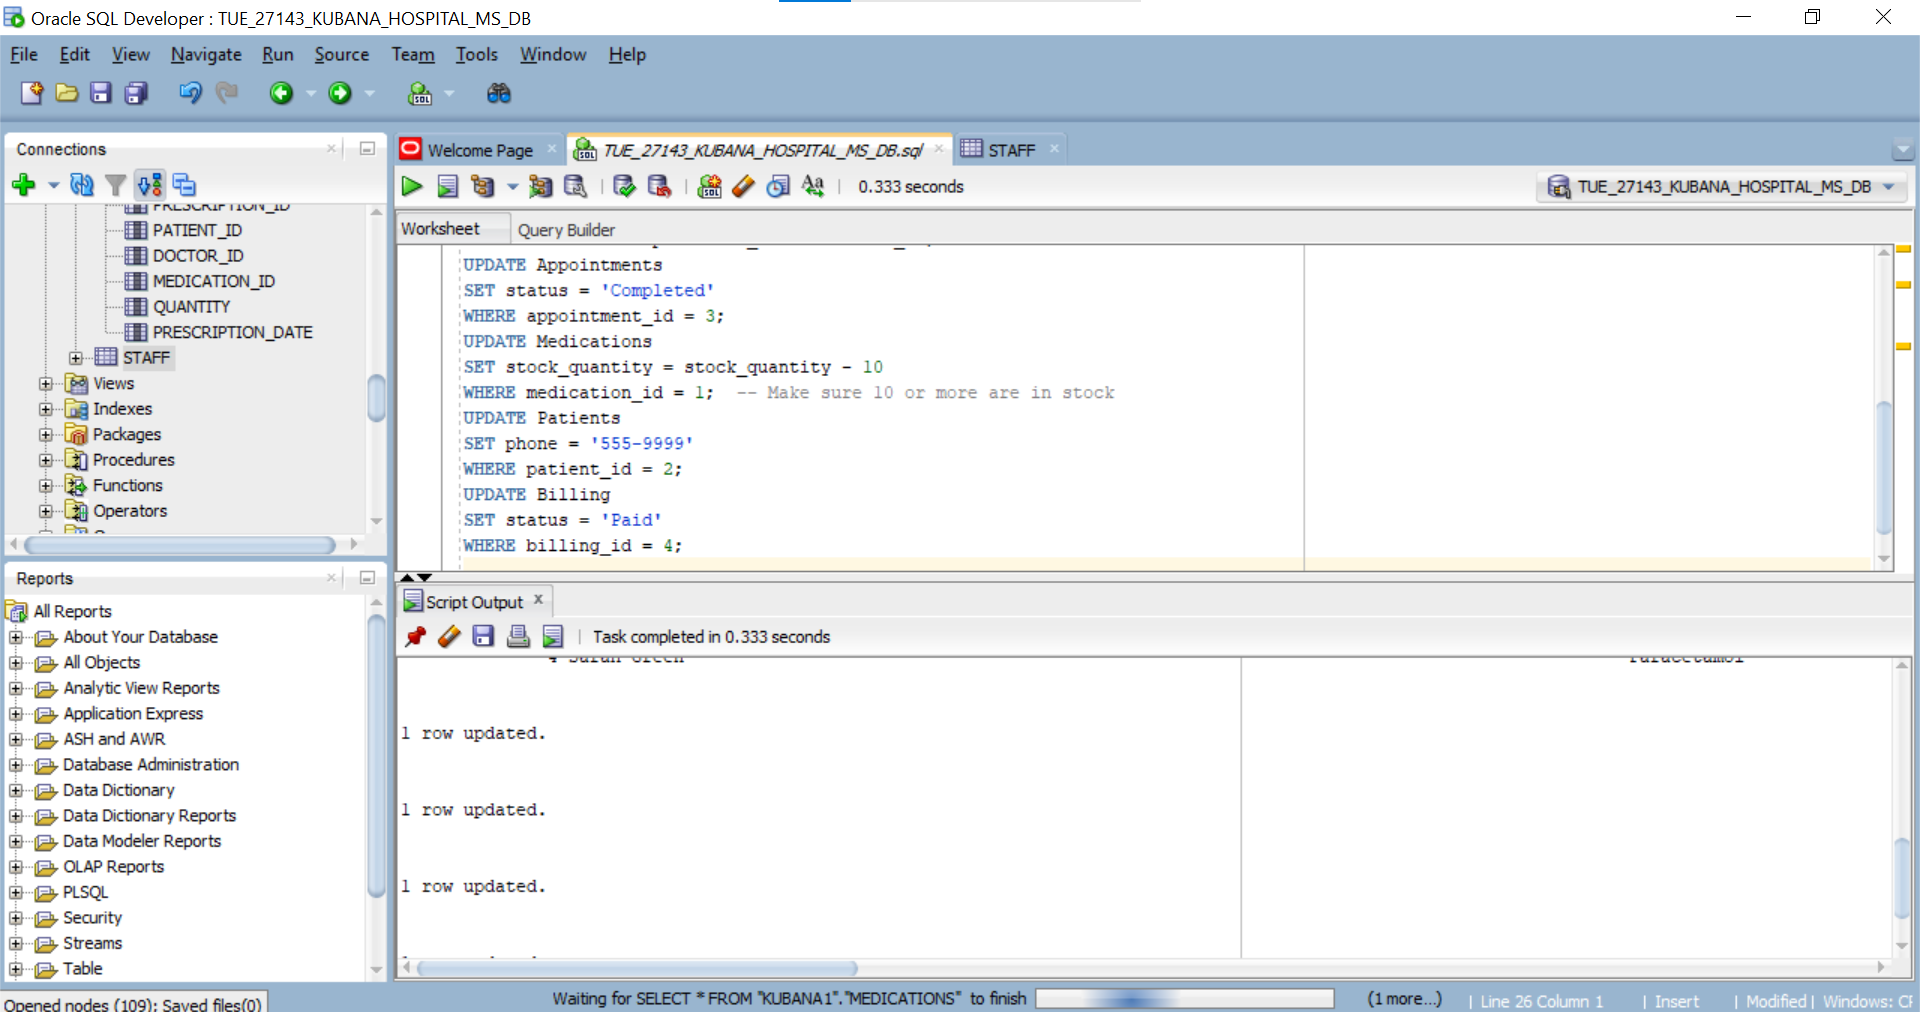 Oracle SQL Developer : TUE_27143_KUBANA_HOSPITAL_MS_DB
File Edit View Navigate Run Source Team Tools Window Help
Connections
PRESCRIPTION_ID
PATIENT_ID
DOCTOR_ID
MEDICATION_ID
QUANTITY
PRESCRIPTION_DATE
STAFF
Views
Indexes
Packages
Procedures
Functions
Operators
Reports
All Reports
About Your Database
All Objects
Analytic View Reports
Application Express
ASH and AWR
Database Administration
Data Dictionary
Data Dictionary Reports
Data Modeler Reports
OLAP Reports
PLSQL
Security
Streams
Table
Welcome Page
TUE_27143_KUBANA_HOSPITAL_MS_DB.sql
STAFF
0.333 seconds
TUE_27143_KUBANA_HOSPITAL_MS_DB
Worksheet Query Builder
UPDATE Appointments
SET status = 'Completed'
WHERE appointment_id = 3;
UPDATE Medications
SET stock_quantity = stock_quantity - 10
WHERE medication_id = 1;  -- Make sure 10 or more are in stock
UPDATE Patients
SET phone = '555-9999'
WHERE patient_id = 2;
UPDATE Billing
SET status = 'Paid'
WHERE billing_id = 4;
Script Output
Task completed in 0.333 seconds
4 Sarah Green Paracetamol
1 row updated.
1 row updated.
1 row updated.
Opened nodes (109); Saved files(0)
Waiting for SELECT * FROM "KUBANA1"."MEDICATIONS" to finish (1 more...) | Line 26 Column 1 | Insert | Modified | Windows: